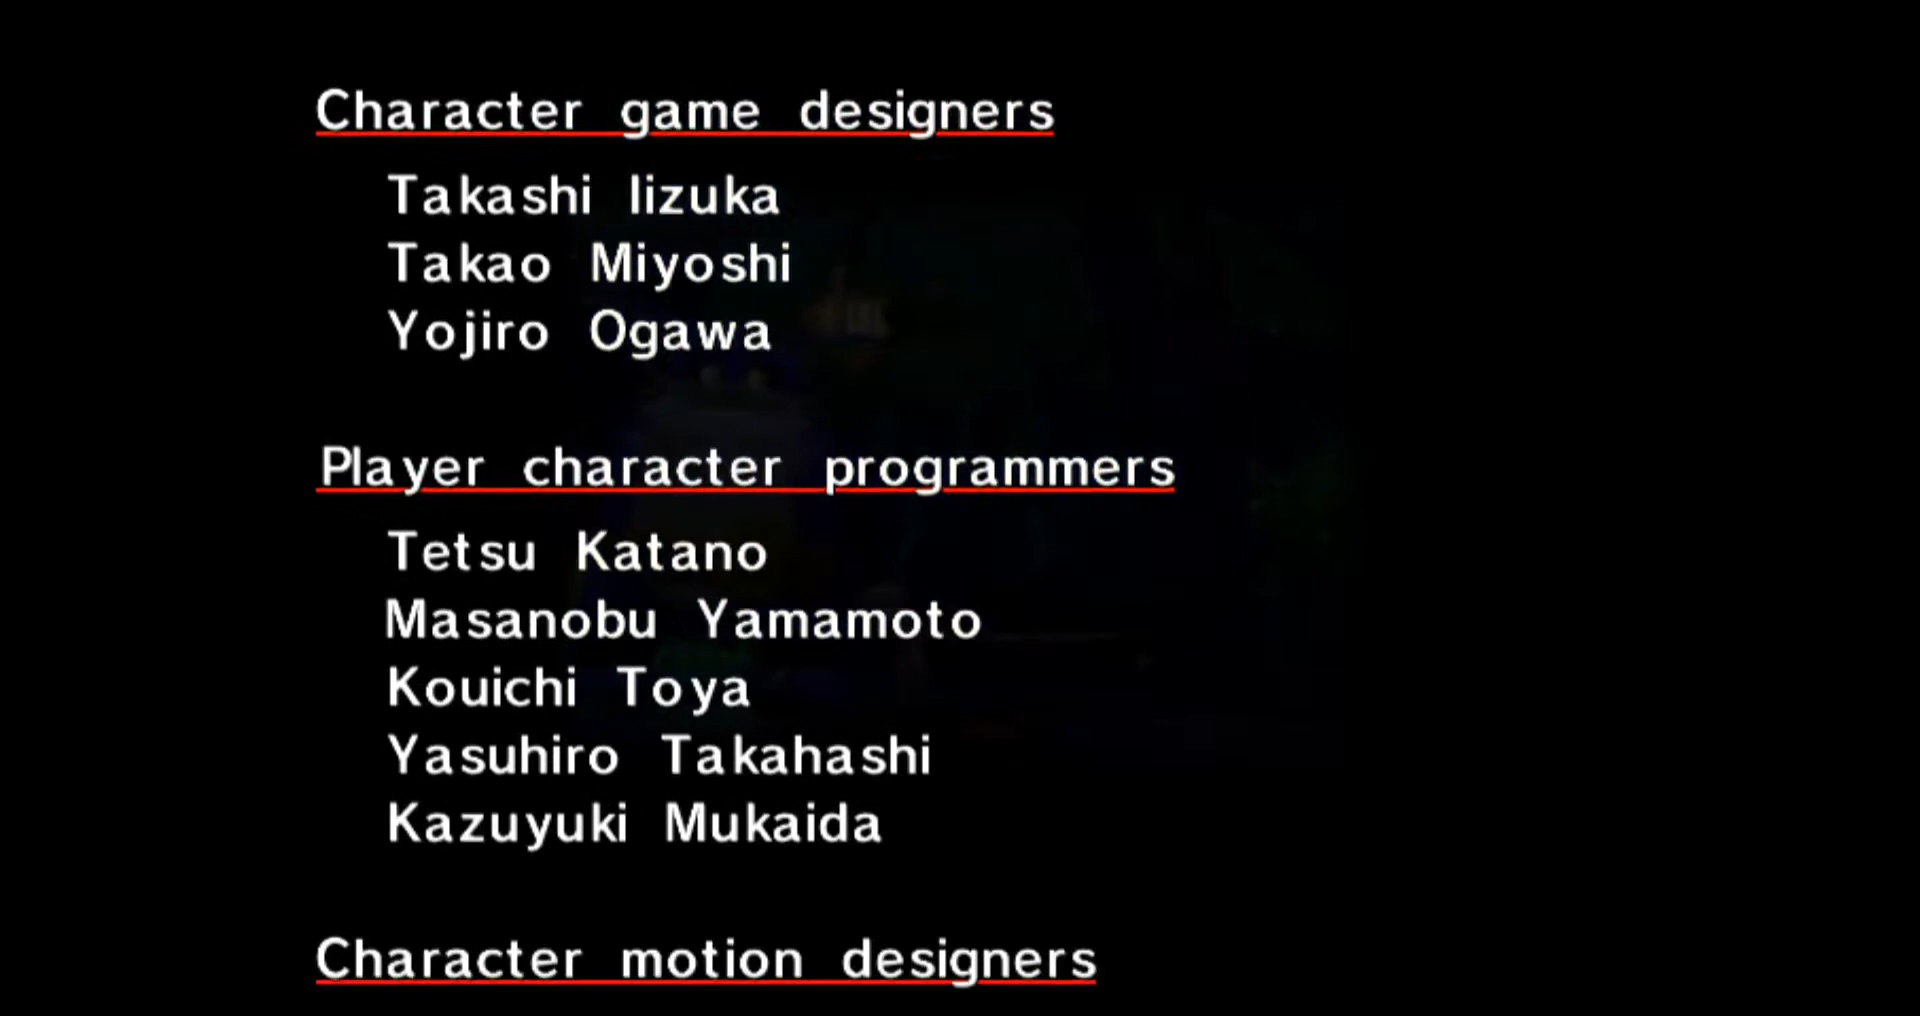 Character game designers
Takashi Iizuka
Takao Miyoshi
Yojiro Ogawa
Player character programmers
Tetsu Katano
Masanobu Yamamoto
Kouichi Toya
Yasuhiro Takahashi
Kazuyuki Mukaida
Character motion designers